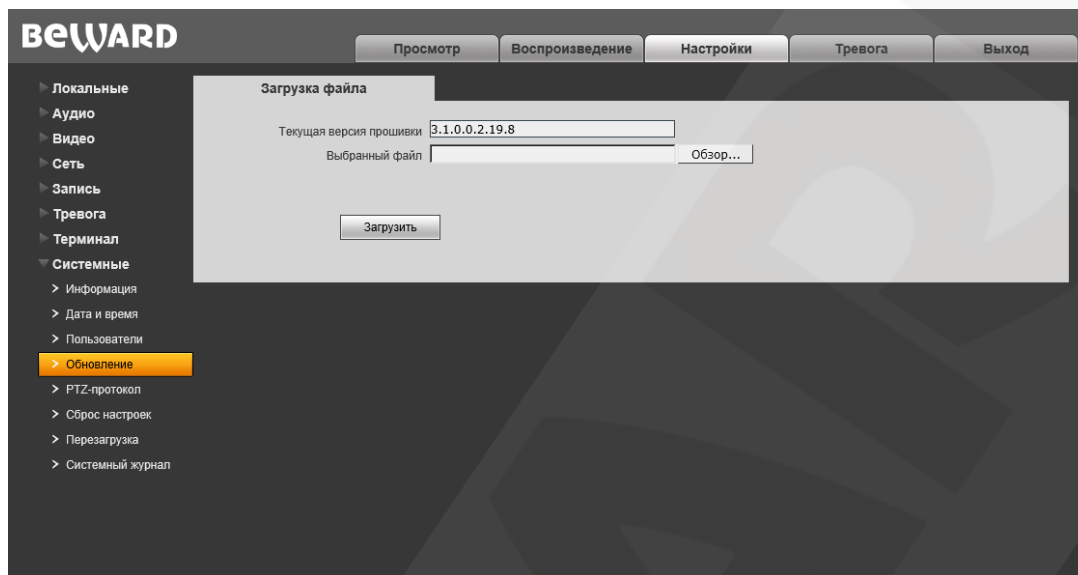 BEWARD
Просмотр
Воспроизведение
Настройки
Тревога
Выход
Локальные
Аудио
Видео
Сеть
Запись
Тревога
Терминал
Системные
Информация
Дата и время
Пользователи
Обновление
PTZ-протокол
Сброс настроек
Перезагрузка
Системный журнал
Загрузка файла
Текущая версия прошивки 3.1.0.0.2.19.8
Выбранный файл Обзор...
Загрузить